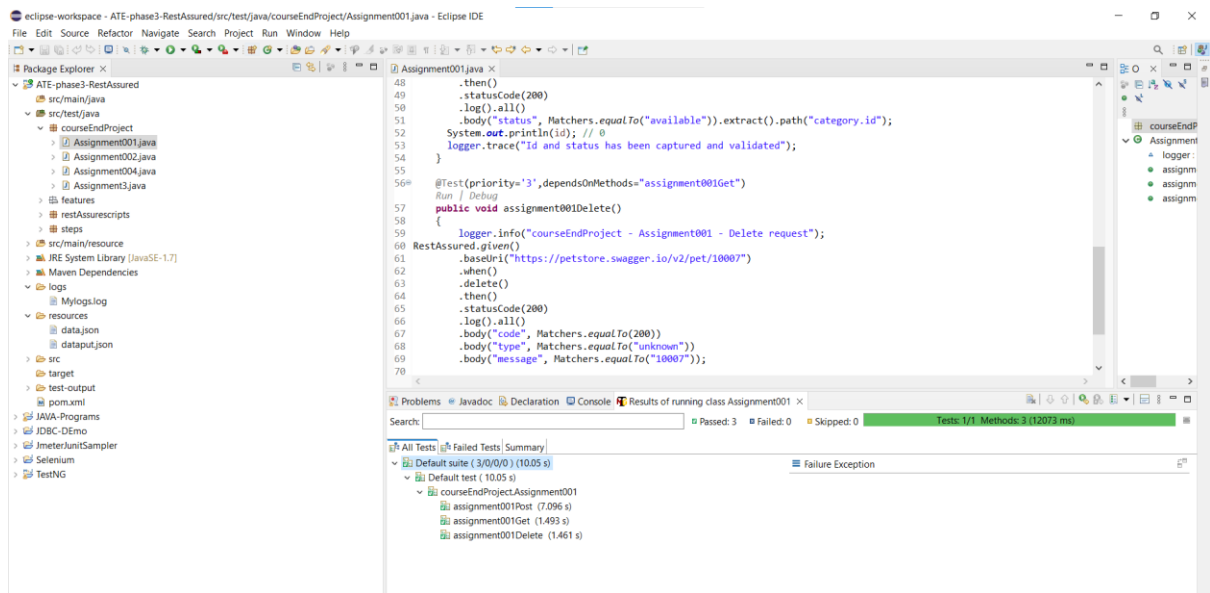 eclipse-workspace - ATE-phase3-RestAssured/src/test/java/courseEndProject/Assignment001.java - Eclipse IDE
File Edit Source Refactor Navigate Search Project Run Window Help
Package Explorer
ATE-phase3-RestAssured
src/main/java
src/test/java
courseEndProject
Assignment001.java
Assignment002.java
Assignment004.java
Assignment3.java
features
restAssurescripts
steps
src/main/resource
JRE System Library [JavaSE-1.7]
Maven Dependencies
logs
Mylogs.log
resources
data.json
dataput.json
src
target
test-output
pom.xml
JAVA-Programs
JDBC-DEmo
JmeterJunitSampler
Selenium
TestNG
Assignment001.java
48 .then()
49 .statusCode(200)
50 .log().all()
51 .body("status", Matchers.equalTo("available")).extract().path("category.id");
52 System.out.println(id); // 0
53 logger.trace("Id and status has been captured and validated");
54 }
55
56 @Test(priority='3',dependsOnMethods="assignment001Get")
Run | Debug
57 public void assignment001Delete()
58 {
59 logger.info("courseEndProject - Assignment001 - Delete request");
60 RestAssured.given()
61 .baseUri("https://petstore.swagger.io/v2/pet/10007")
62 .when()
63 .delete()
64 .then()
65 .statusCode(200)
66 .log().all()
67 .body("code", Matchers.equalTo(200))
68 .body("type", Matchers.equalTo("unknown"))
69 .body("message", Matchers.equalTo("10007"));
70
O
courseEndP
Assignment
logger :
assignm
assignm
assignm
Problems Javadoc Declaration Console Results of running class Assignment001
Search: Passed: 3 Failed: 0 Skipped: 0 Tests: 1/1 Methods: 3 (12073 ms)
All Tests Failed Tests Summary
Default suite ( 3/0/0/0 ) (10.05 s)
Default test ( 10.05 s)
courseEndProject.Assignment001
assignment001Post (7.096 s)
assignment001Get (1.493 s)
assignment001Delete (1.461 s)
Failure Exception